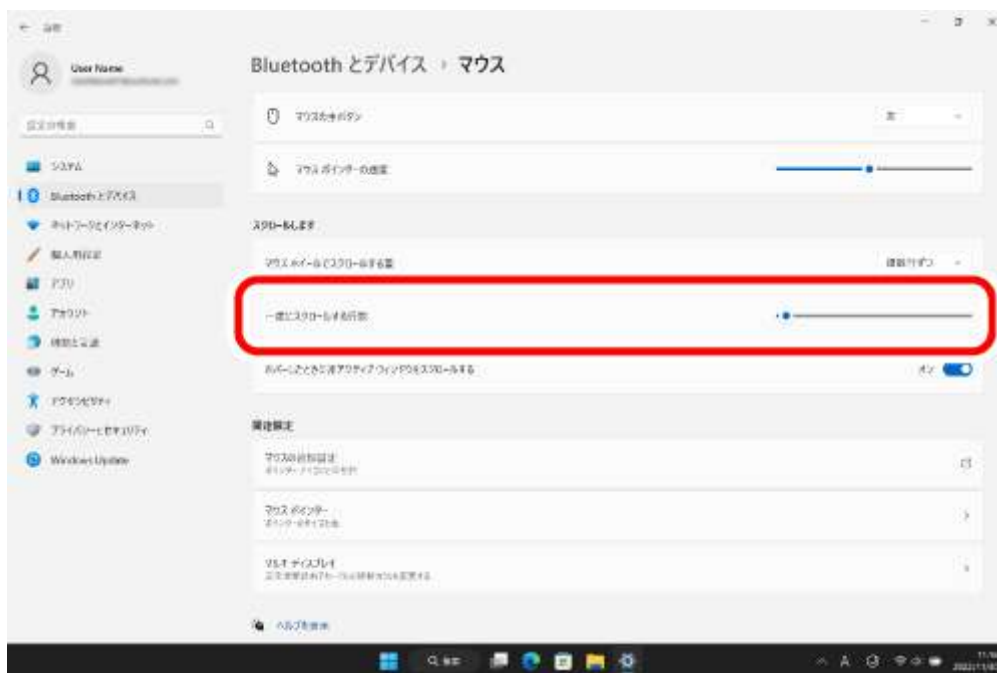 設定
User Name
Bluetooth とデバイス › マウス
設定の検索
マウスの主ボタン
左
システム
マウス ポインターの速度
Bluetooth とデバイス
ネットワークとインターネット
スクロールします
個人用設定
マウス ホイールでスクロールする量
複数行ずつ
アプリ
アカウント
一度にスクロールする行数
時刻と言語
ゲーム
ホバーしたときに非アクティブ ウィンドウをスクロールする
オン
アクセシビリティ
プライバシーとセキュリティ
関連設定
Windows Update
マウスの追加設定
マウス ポインター
マルチ ディスプレイ
ヘルプを表示
検索
A